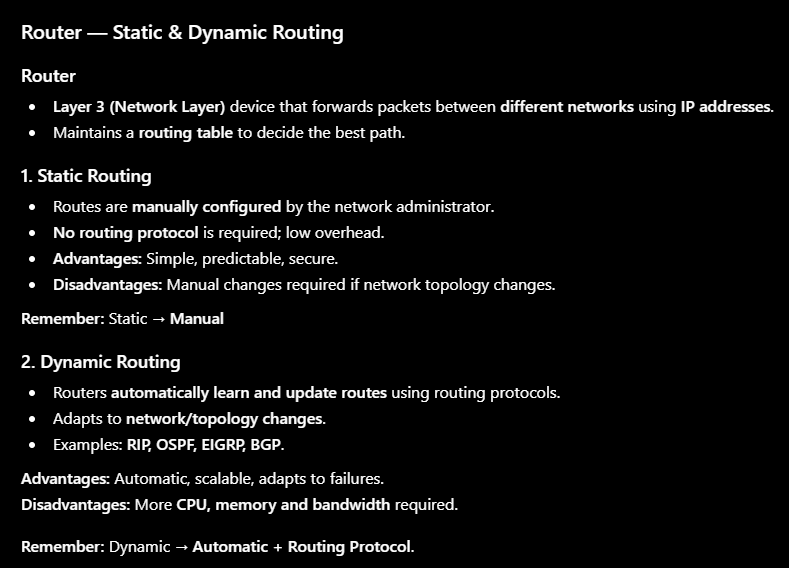 Router — Static & Dynamic Routing
Router
• Layer 3 (Network Layer) device that forwards packets between different networks using IP addresses.
• Maintains a routing table to decide the best path.
1. Static Routing
• Routes are manually configured by the network administrator.
• No routing protocol is required; low overhead.
• Advantages: Simple, predictable, secure.
• Disadvantages: Manual changes required if network topology changes.
Remember: Static → Manual
2. Dynamic Routing
• Routers automatically learn and update routes using routing protocols.
• Adapts to network/topology changes.
• Examples: RIP, OSPF, EIGRP, BGP.
Advantages: Automatic, scalable, adapts to failures.
Disadvantages: More CPU, memory and bandwidth required.
Remember: Dynamic → Automatic + Routing Protocol.